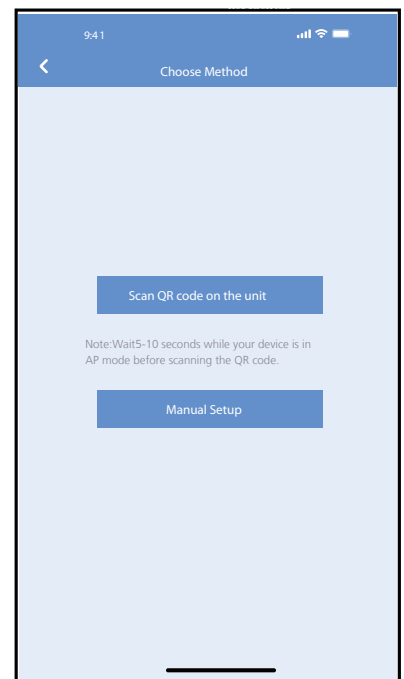 9:41
Choose Method
Scan QR code on the unit
Note:Wait5-10 seconds while your device is in
AP mode before scanning the QR code.
Manual Setup